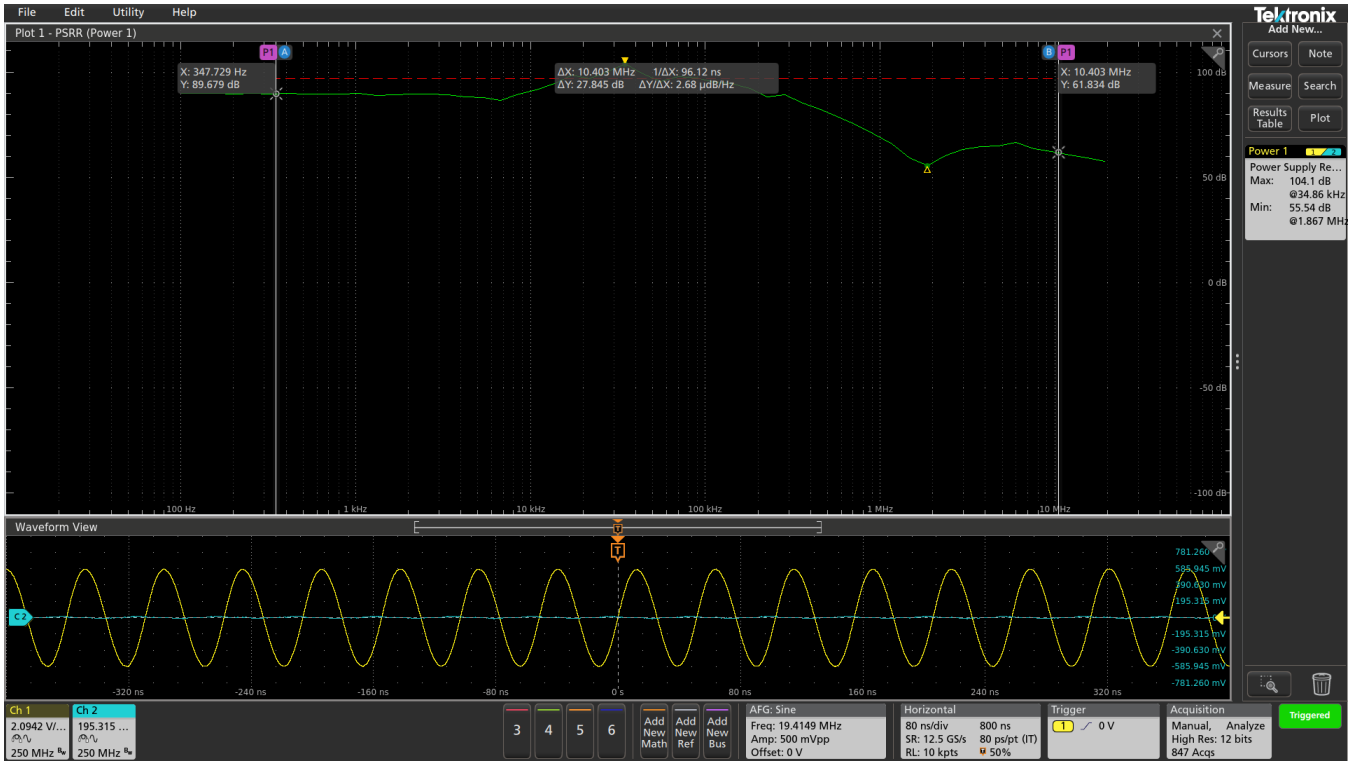 File Edit Utility Help
Tektronix
Add New...
Plot 1 - PSRR (Power 1)
P1 A
B P1
X: 347.729 Hz
Y: 89.679 dB
ΔX: 10.403 MHz 1/ΔX: 96.12 ns
ΔY: 27.845 dB ΔY/ΔX: 2.68 µdB/Hz
X: 10.403 MHz
Y: 61.834 dB
100 dB
50 dB
0 dB
-50 dB
-100 dB
100 Hz 1 kHz 10 kHz 100 kHz 1 MHz 10 MHz
Cursors Note
Measure Search
Results
Table
Plot
Power 1 1 2
Power Supply Re...
Max: 104.1 dB
@34.86 kHz
Min: 55.54 dB
@1.867 MHz
Waveform View
T
T
781.260
585.945 mV
390.630 mV
195.315 mV
C 2
-195.315 mV
-390.630 mV
-585.945 mV
-781.260 mV
-320 ns -240 ns -160 ns -80 ns 0 s 80 ns 160 ns 240 ns 320 ns
Ch 1
2.0942 V/...
250 MHz Bw
Ch 2
195.315 ...
250 MHz Bw
3 4 5 6
Add
New
Math
Add
New
Ref
Add
New
Bus
AFG: Sine
Freq: 19.4149 MHz
Amp: 500 mVpp
Offset: 0 V
Horizontal
80 ns/div 800 ns
SR: 12.5 GS/s 80 ps/pt (IT)
RL: 10 kpts 50%
Trigger
1 0 V
Acquisition
Manual, Analyze
High Res: 12 bits
847 Acqs
Triggered